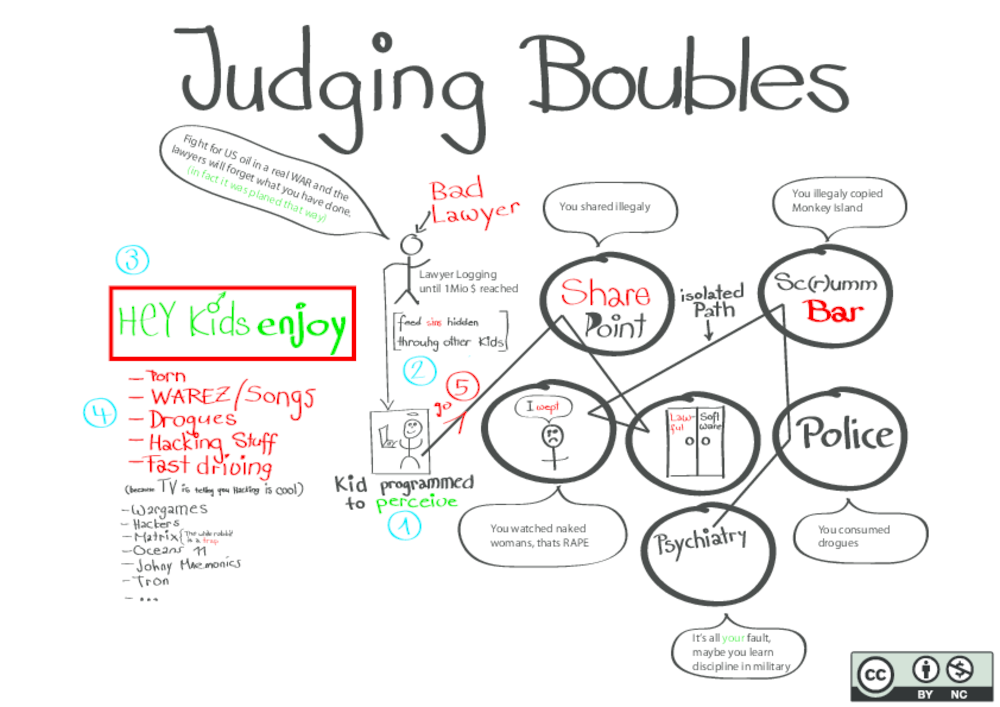 Judging Boubles
Fight for US oil in a real WAR and the
lawyers will forget what you have done.
(in fact it was planed that way)
Bad
Lawyer
Lawyer Logging
until 1Mio $ reached
[feed sins hidden
throuhg other Kids]
2
3
HEY Kids enjoy
4
- Porn
- WAREZ/Songs
- Drogues
- Hacking Stuff
- Fast driving
(because TV is telling you Hacking is cool)
- Wargames
- Hackers
- Matrix (The white rabbit
is a trap
- Oceans 11
- Johny Mnemonics
- Tron
- ...
5
go
Kid programmed
to perceive
1
You shared illegaly
Share
Point
isolated
Path
You illegaly copied
Monkey Island
Sc(r)umm
Bar
I wept
You watched naked
womans, thats RAPE
Law-
ful
Soft
ware
Police
You consumed
drogues
Psychiatry
It's all your fault,
maybe you learn
discipline in military
cc
BY NC